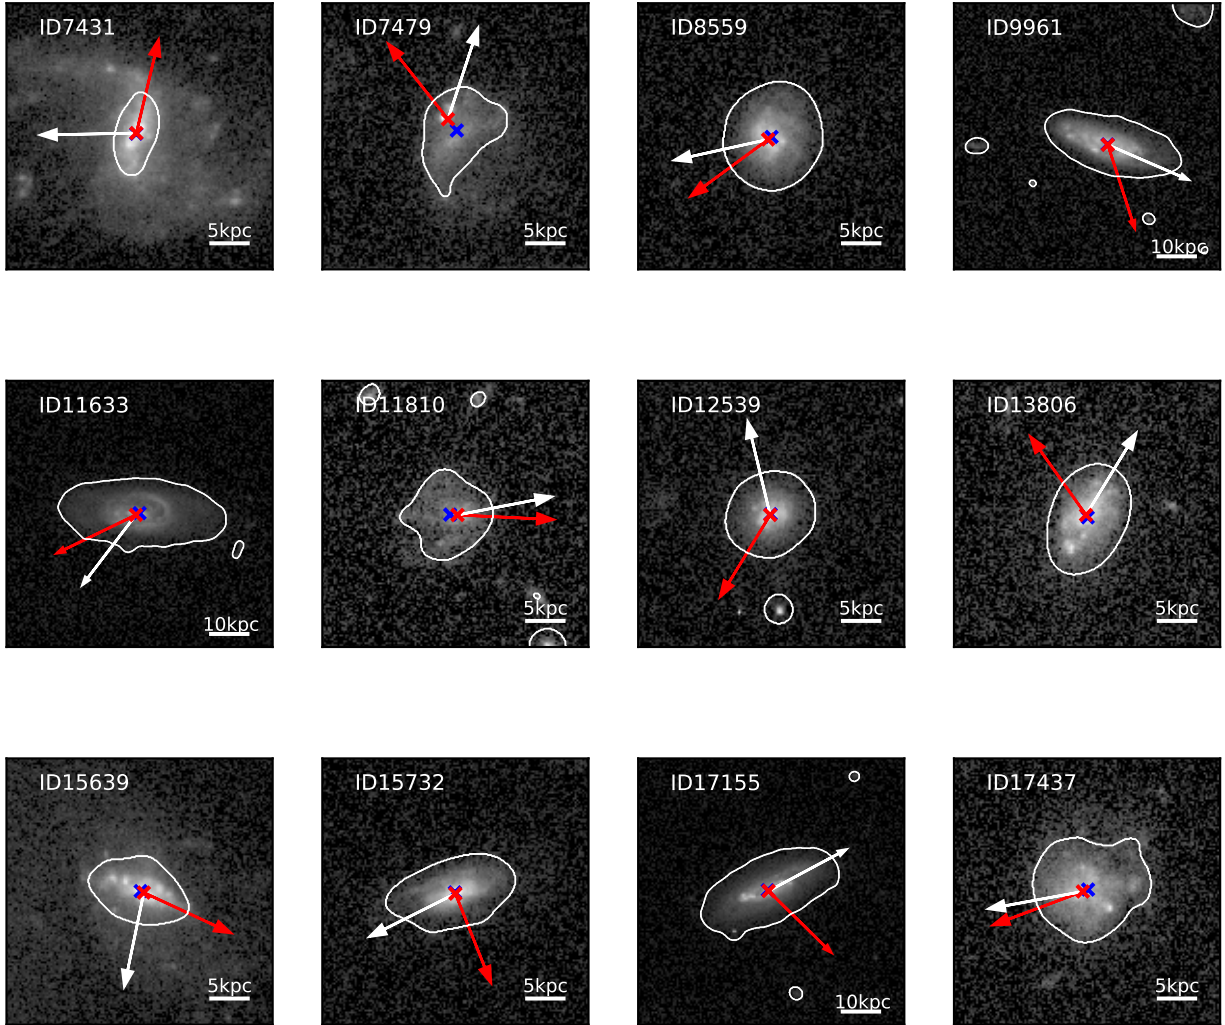 ID7431
ID7479
ID8559
ID9961
5kpc
5kpc
5kpc
10kpc
ID11633
ID11810
ID12539
ID13806
10kpc
5kpc
5kpc
5kpc
ID15639
ID15732
ID17155
ID17437
5kpc
5kpc
10kpc
5kpc